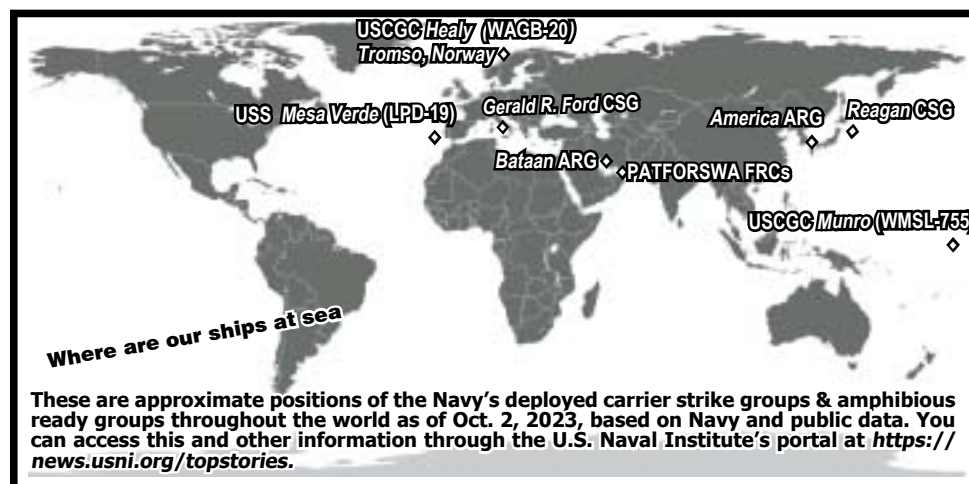 USCGC Healy (WAGB-20)
Tromso, Norway
USS Mesa Verde (LPD-19)
Gerald R. Ford CSG
America ARG
Reagan CSG
Bataan ARG
PATFORSWA FRCs
USCGC Munro (WMSL-755)
Where are our ships at sea
These are approximate positions of the Navy’s deployed carrier strike groups & amphibious
ready groups throughout the world as of Oct. 2, 2023, based on Navy and public data. You
can access this and other information through the U.S. Naval Institute’s portal at https://
news.usni.org/topstories.